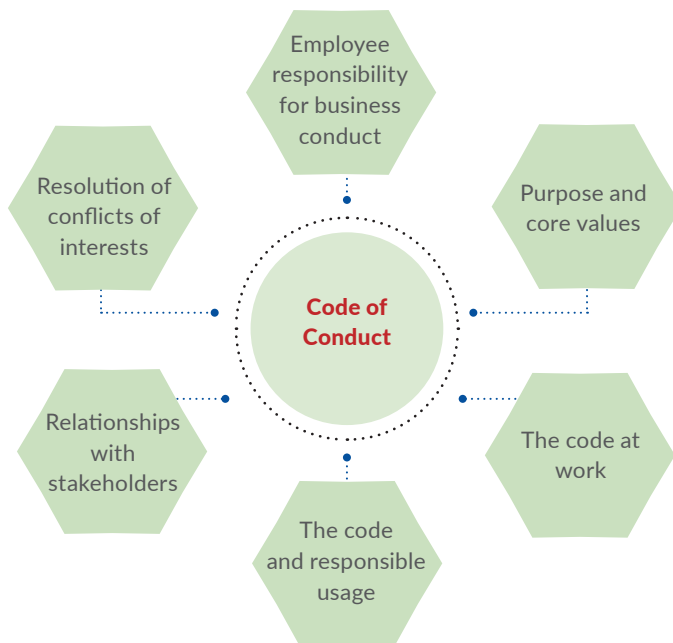 Employee
responsibility
for business
conduct
Resolution of
conflicts of
interests
Purpose and
core values
Code of
Conduct
Relationships
with
stakeholders
The code at
work
The code
and responsible
usage